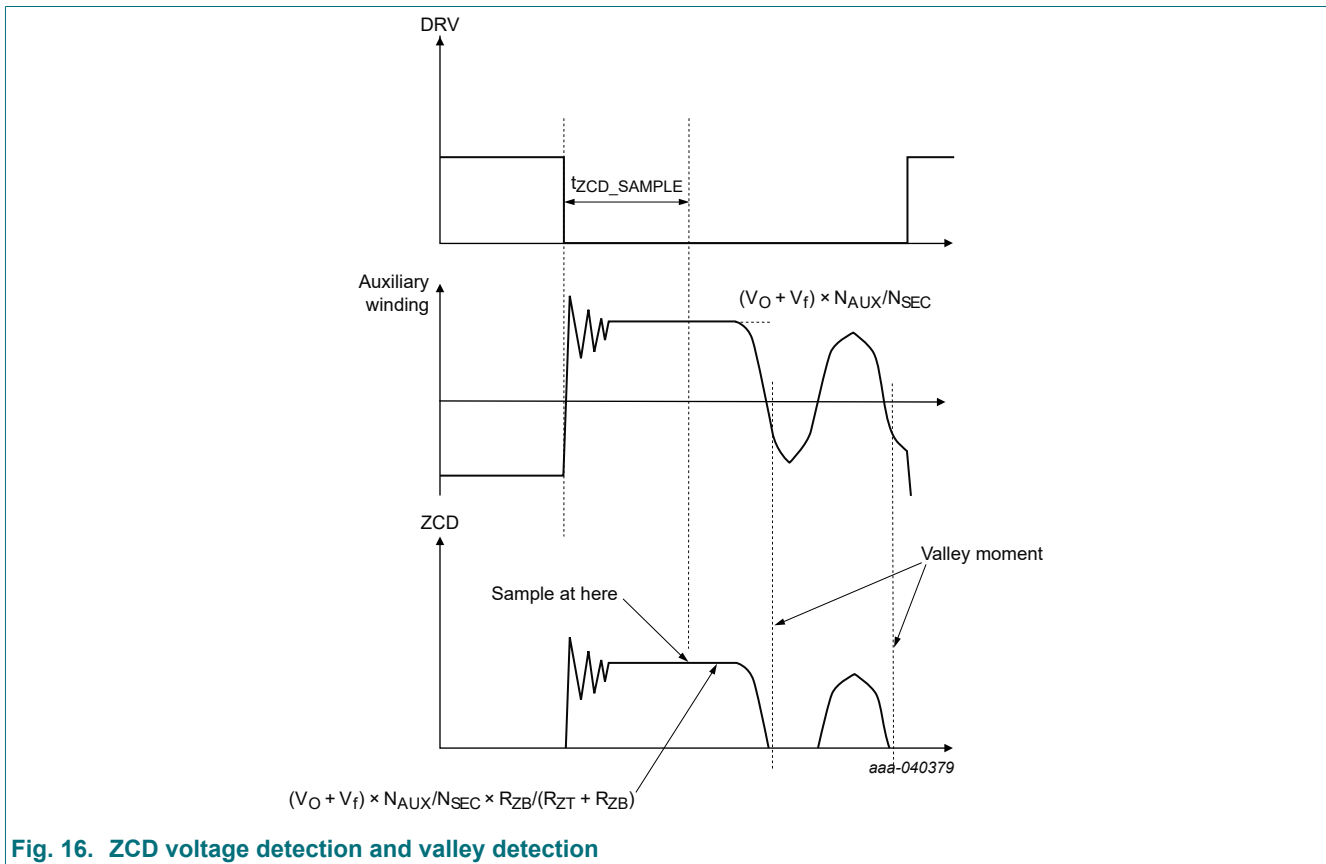 DRV
tZCD_SAMPLE
Auxiliary
winding
(VO + Vf) × NAUX/NSEC
ZCD
Valley moment
Sample at here
aaa-040379
(VO + Vf) × NAUX/NSEC × RZB/(RZT + RZB)
Fig. 16. ZCD voltage detection and valley detection